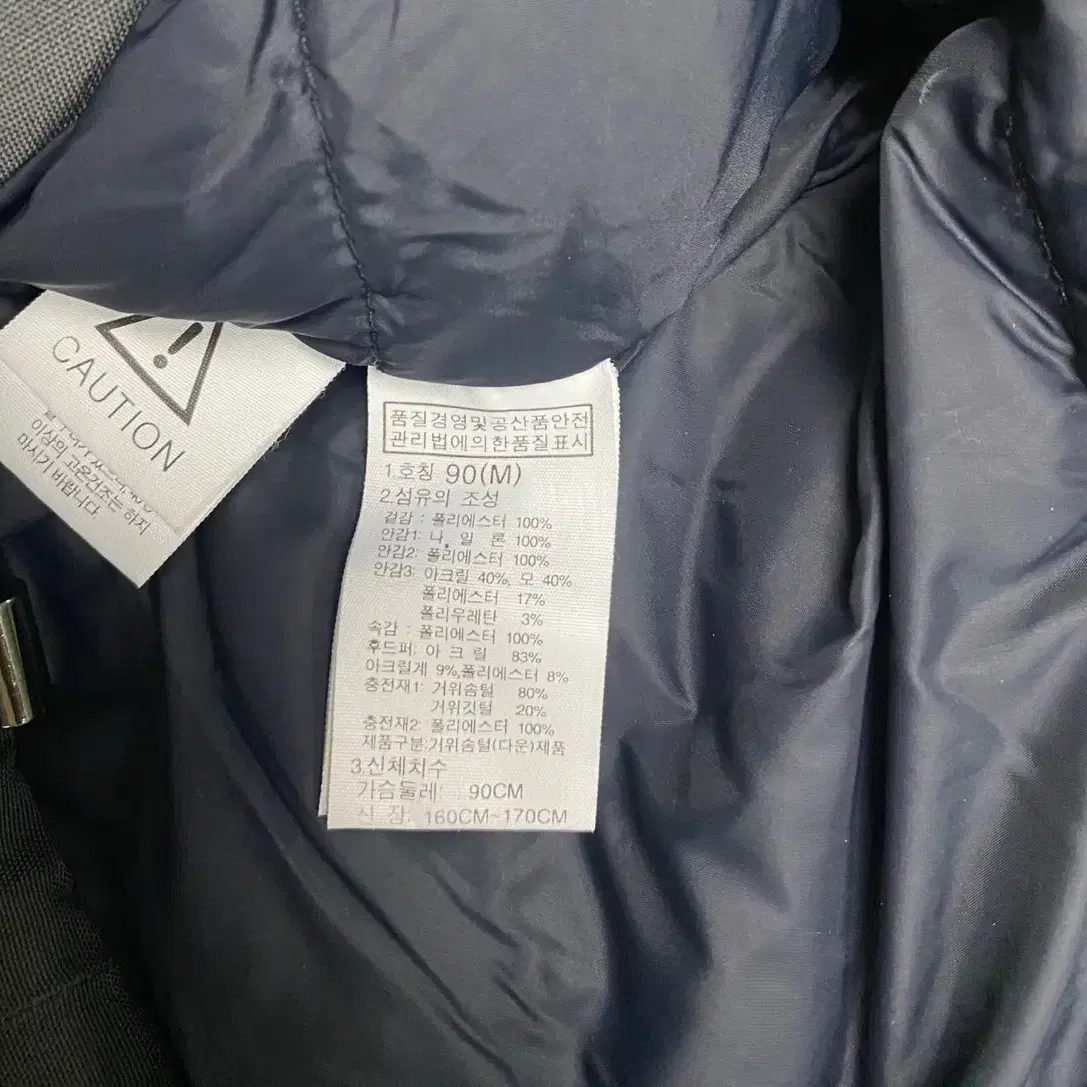 CAUTION
이상의 고온건조는 하지
마시기 바랍니다.
품질경영및공산품안전
관리법에의한품질표시
1.호칭 90(M)
2.섬유의 조성
겉감 : 폴리에스터 100%
안감1: 나 일 론 100%
안감2: 폴리에스터 100%
안감3: 아크릴 40%, 모 40%
폴리에스터 17%
폴리우레탄 3%
속감 : 폴리에스터 100%
후드퍼: 아 크 릴 83%
아크릴계 9%,폴리에스터 8%
충전재1: 거위솜털 80%
거위깃털 20%
충전재2: 폴리에스터 100%
제품구분:거위솜털(다운)제품
3.신체치수
가슴둘레: 90CM
신 장: 160CM~170CM